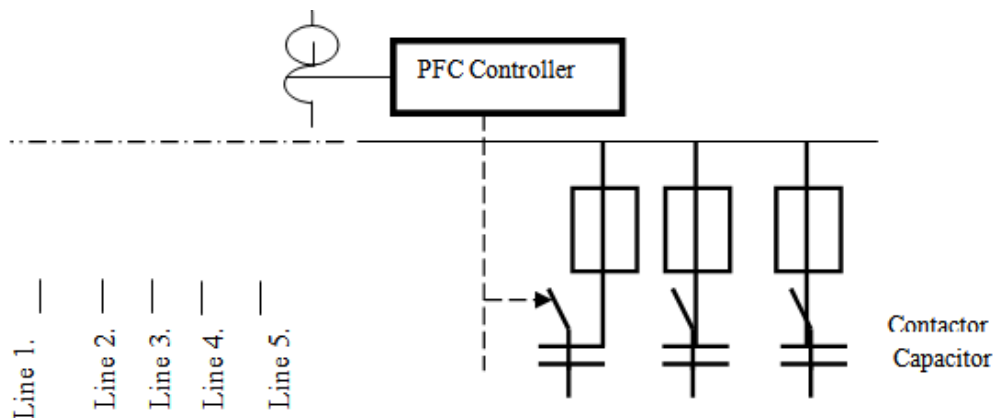 PFC Controller
Contactor
Capacitor
Line 1.
Line 2.
Line 3.
Line 4.
Line 5.